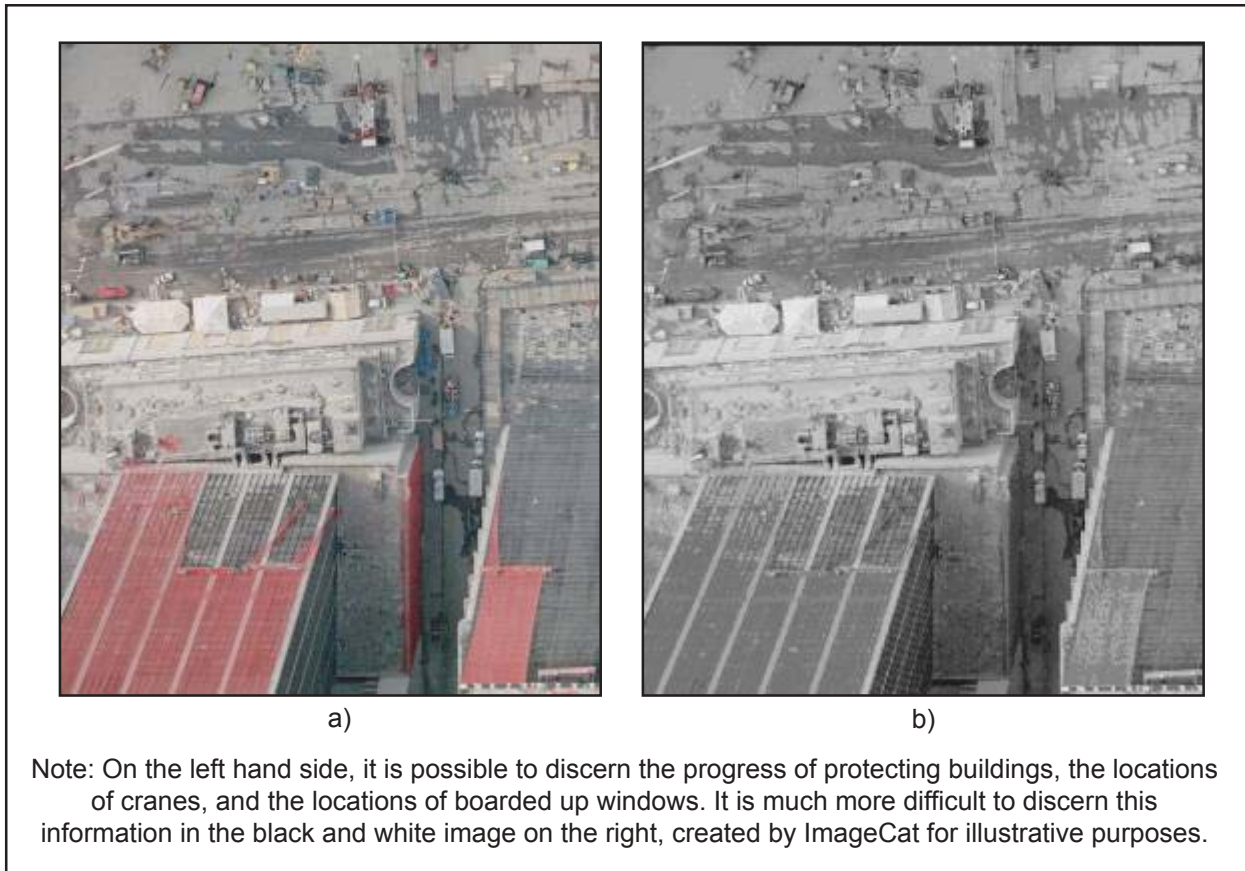 a)
b)
Note: On the left hand side, it is possible to discern the progress of protecting buildings, the locations
of cranes, and the locations of boarded up windows. It is much more difficult to discern this
information in the black and white image on the right, created by ImageCat for illustrative purposes.